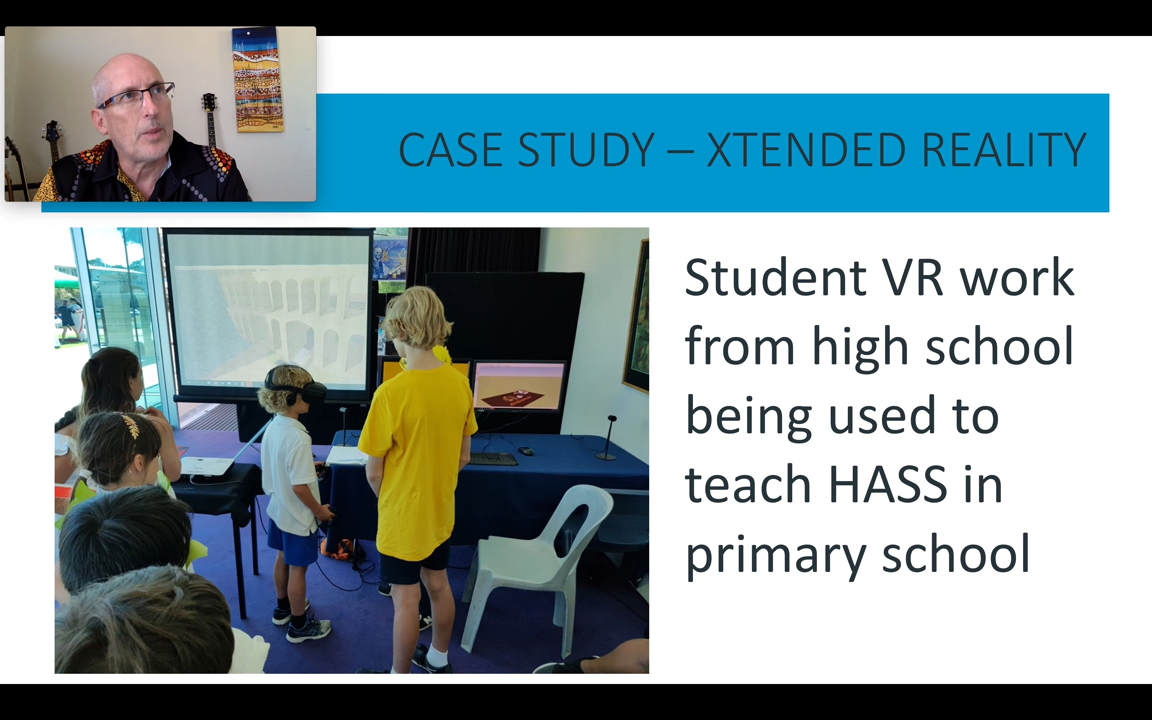 CASE STUDY – XTENDED REALITY
Student VR work
from high school
being used to
teach HASS in
primary school